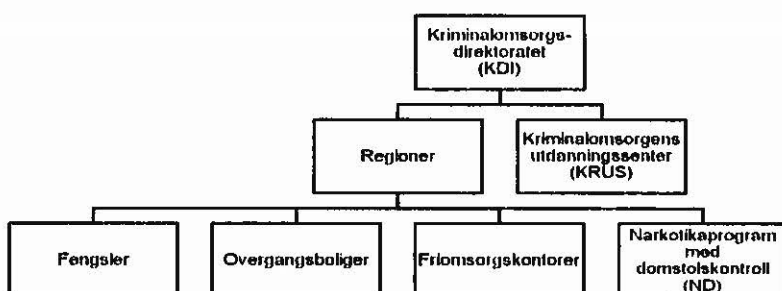 Kriminalomsorgs-
direktoratet
(KDI)
Regioner
Kriminalomsorgens
utdanningssenter
(KRUS)
Fengsler
Overgangsboliger
Friomsorgskontorer
Narkotikaprogram
med
domstolskontroll
(ND)